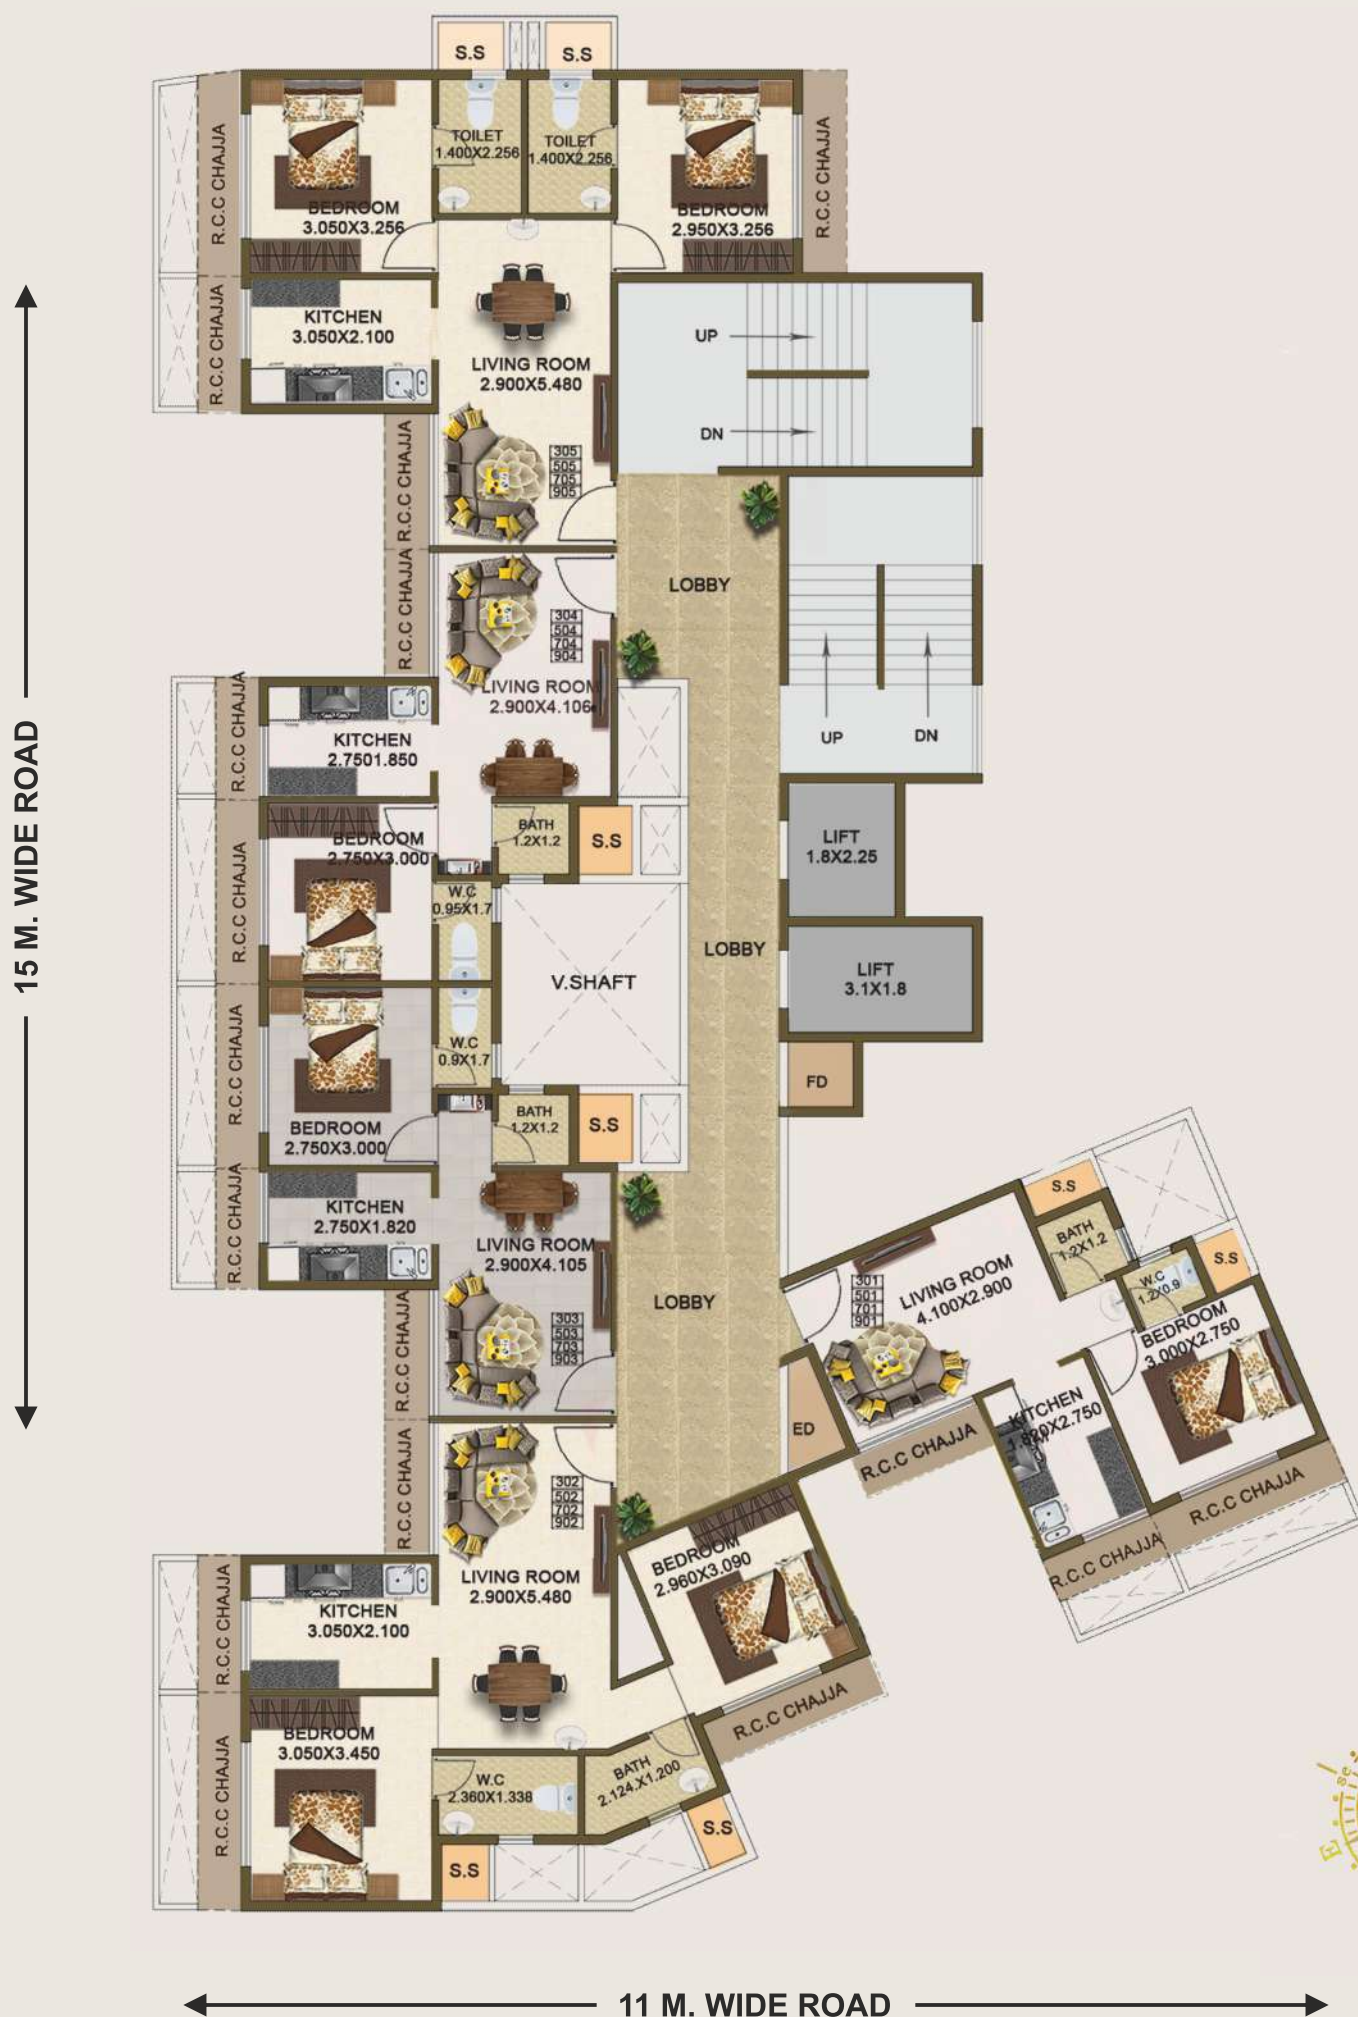 S.S
S.S
TOILET
1.400X2.256
TOILET
1.400X2.256
R.C.C CHAJJA
R.C.C CHAJJA
BEDROOM
3.050X3.256
BEDROOM
2.950X3.256
R.C.C CHAJJA
KITCHEN
3.050X2.100
LIVING ROOM
2.900X5.480
UP
DN
R.C.C CHAJJA
305
505
705
905
LOBBY
R.C.C CHAJJA
304
504
704
904
LIVING ROOM
2.900X4.106
R.C.C CHAJJA
KITCHEN
2.7501.850
UP
DN
15 M. WIDE ROAD
R.C.C CHAJJA
BEDROOM
2.750X3.000
BATH
1.2X1.2
S.S
LIFT
1.8X2.25
W.C
0.95X1.7
LOBBY
V.SHAFT
LIFT
3.1X1.8
R.C.C CHAJJA
W.C
0.9X1.7
FD
BEDROOM
2.750X3.000
BATH
1.2X1.2
S.S
R.C.C CHAJJA
KITCHEN
2.750X1.820
LIVING ROOM
2.900X4.105
LOBBY
303
503
703
903
R.C.C CHAJJA
S.S
BATH
1.2X1.2
S.S
W.C
1.2X0.9
301
501
701
901
LIVING ROOM
4.100X2.900
BEDROOM
3.000X2.750
KITCHEN
1.820X2.750
ED
R.C.C CHAJJA
R.C.C CHAJJA
R.C.C CHAJJA
R.C.C CHAJJA
302
502
702
902
LIVING ROOM
2.900X5.480
BEDROOM
2.960X3.090
R.C.C CHAJJA
KITCHEN
3.050X2.100
R.C.C CHAJJA
R.C.C CHAJJA
BEDROOM
3.050X3.450
W.C
2.360X1.338
BATH
2.124.X1.200
S.S
S.S
SE
E
11 M. WIDE ROAD